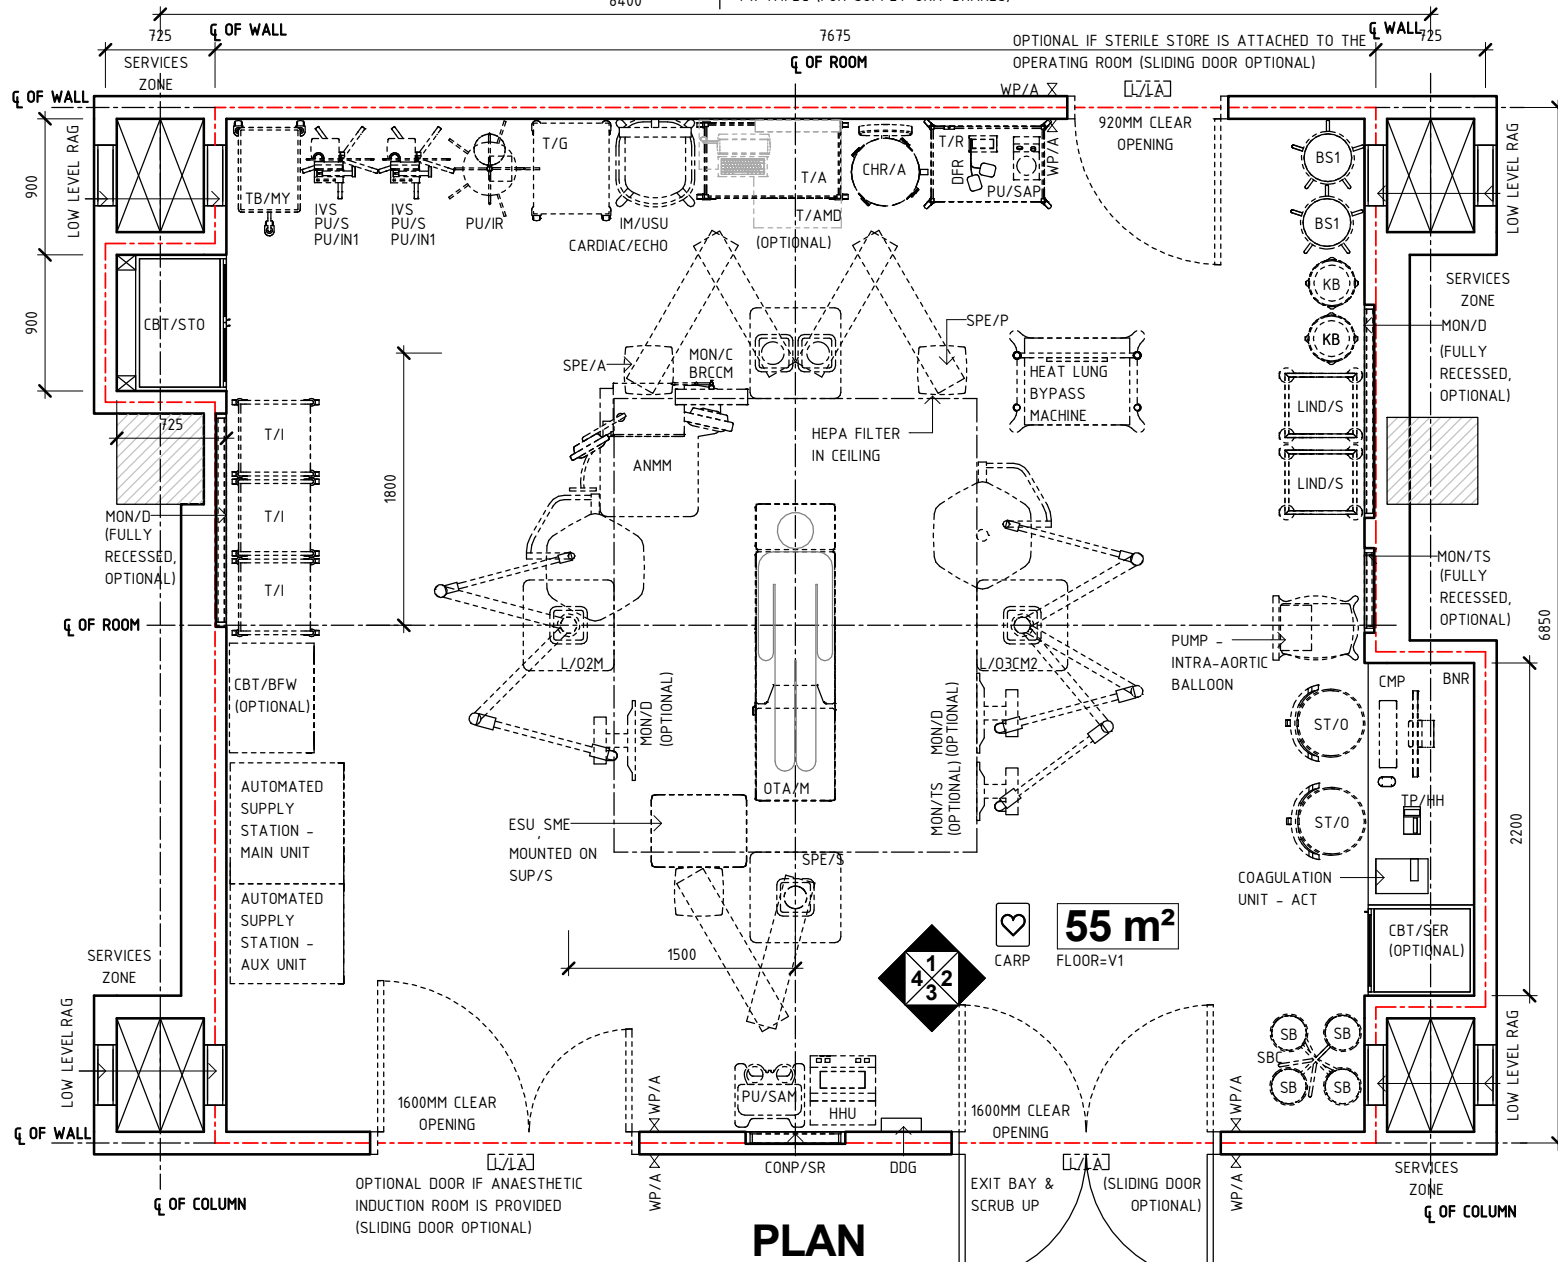 8400
℄ OF WALL
℄ WALL
725
7675
725
OPTIONAL IF STERILE STORE IS ATTACHED TO THE
OPERATING ROOM (SLIDING DOOR OPTIONAL)
℄ OF ROOM
SERVICES
ZONE
℄ OF WALL
WP/A
L/LA
920MM CLEAR
OPENING
WP/A
LOW LEVEL RAG
900
900
TB/MY
IVS
PU/S
PU/IN1
IVS
PU/S
PU/IN1
PU/IR
T/G
IM/USU
CARDIAC/ECHO
T/A
T/AMD
(OPTIONAL)
CHR/A
T/R
DFR
PU/SAP
BS1
BS1
KB
KB
LOW LEVEL RAG
SERVICES
ZONE
CBT/STO
SPE/A
MON/C
BRCCM
SPE/P
HEAT LUNG
BYPASS
MACHINE
MON/D
(FULLY
RECESSED,
OPTIONAL)
LIND/S
LIND/S
725
T/I
T/I
T/I
1800
ANMM
HEPA FILTER
IN CEILING
MON/D
(FULLY
RECESSED,
OPTIONAL)
MON/TS
(FULLY
RECESSED,
OPTIONAL)
6850
℄ OF ROOM
L/O2M
L/O3CM2
PUMP -
INTRA-AORTIC
BALLOON
CBT/BFW
(OPTIONAL)
MON/D
(OPTIONAL)
MON/D
(OPTIONAL)
MON/TS
(OPTIONAL)
CMP
BNR
ST/O
ST/O
TP/HH
OTA/M
AUTOMATED
SUPPLY
STATION -
MAIN UNIT
ESU SME
MOUNTED ON
SUP/S
SPE/S
2200
COAGULATION
UNIT - ACT
AUTOMATED
SUPPLY
STATION -
AUX UNIT
CARP
55 m²
FLOOR=V1
CBT/SER
(OPTIONAL)
1500
1
4 2
3
SERVICES
ZONE
LOW LEVEL RAG
SB
SB
SB
SB
SB
LOW LEVEL RAG
PU/SAM
HHU
1600MM CLEAR
OPENING
WP/A
1600MM CLEAR
OPENING
WP/A
℄ OF WALL
L/LA
CONP/SR
DDG
L/LA
WP/A
WP/A
OPTIONAL DOOR IF ANAESTHETIC
INDUCTION ROOM IS PROVIDED
(SLIDING DOOR OPTIONAL)
EXIT BAY &
SCRUB UP
(SLIDING DOOR
OPTIONAL)
SERVICES
ZONE
℄ OF COLUMN
℄ OF COLUMN
PLAN